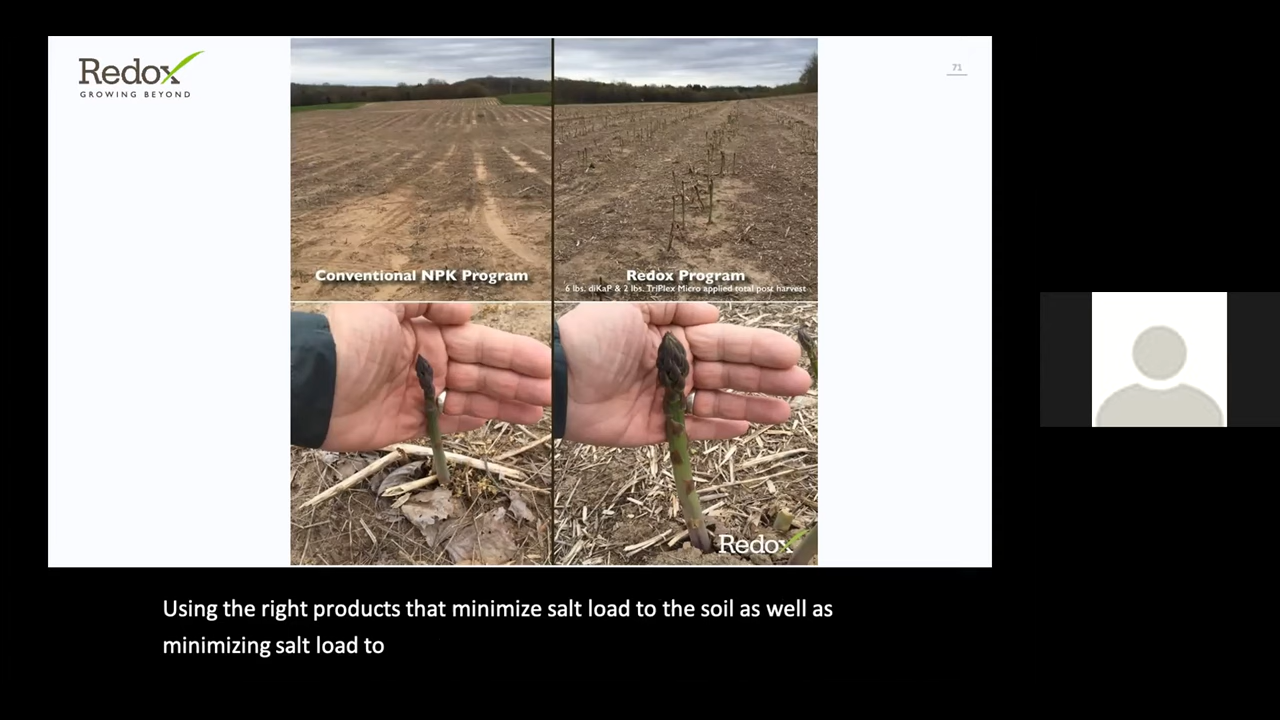 Redox
GROWING BEYOND
71
Conventional NPK Program
Redox Program
6 lbs. diKaP & 2 lbs. TriPlex Micro applied total post harvest
Redox
Using the right products that minimize salt load to the soil as well as
minimizing salt load to